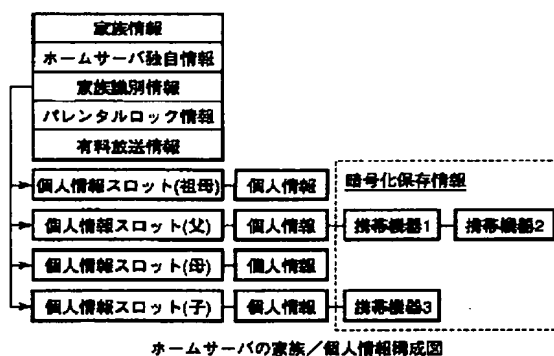 家族情報
ホームサーバ独自情報
家族識別情報
パレンタルロック情報
有料放送情報
個人情報スロット(祖母) 個人情報 暗号化保存情報
個人情報スロット(父) 個人情報 携帯機器1 携帯機器2
個人情報スロット(母) 個人情報
個人情報スロット(子) 個人情報 携帯機器3
ホームサーバの家族/個人情報構成図